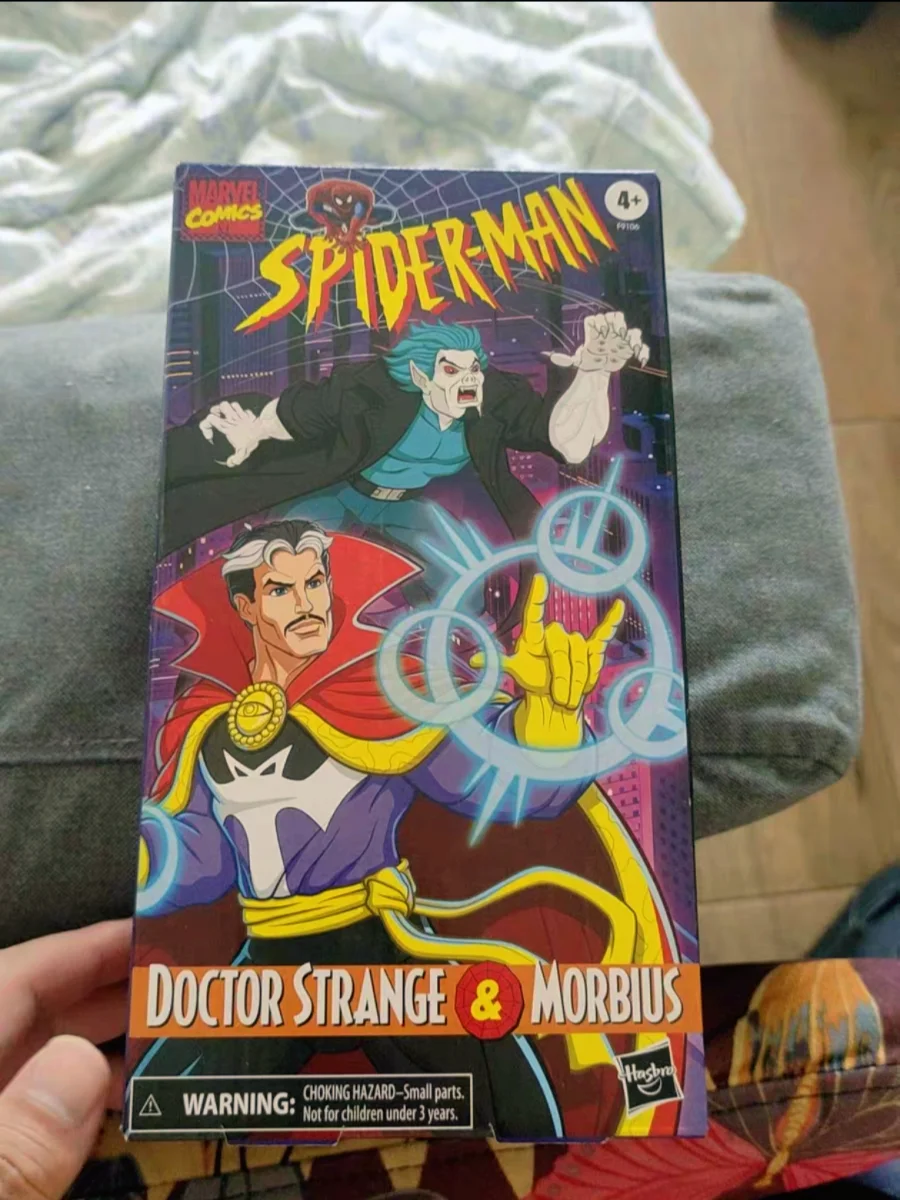 MARVEL
COMICS
SPIDER-MAN
4+
F9106
DOCTOR STRANGE & MORBIUS
Hasbro
WARNING: CHOKING HAZARD–Small parts.
Not for children under 3 years.